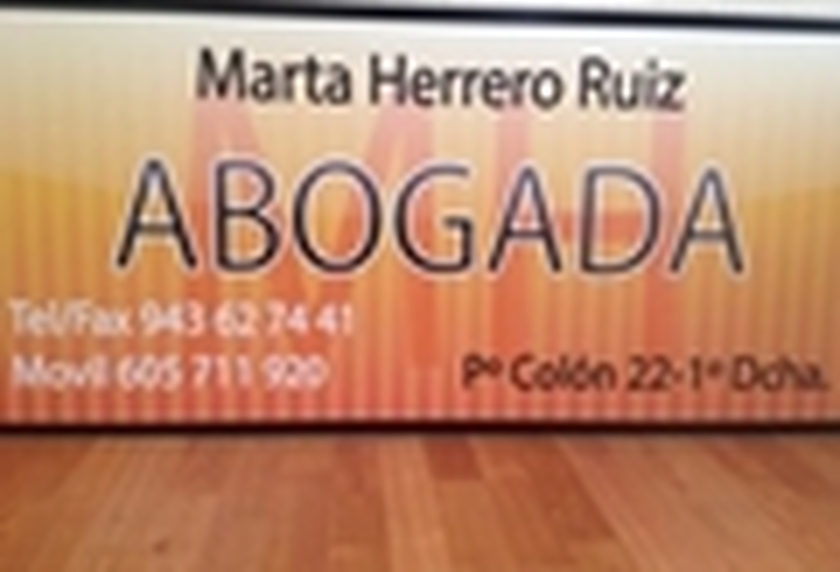 Marta Herrero Ruiz
ABOGADA
Tel/Fax 943 62 74 41
Movil 605 711 920
Pº Colón 22-1º Dcha.